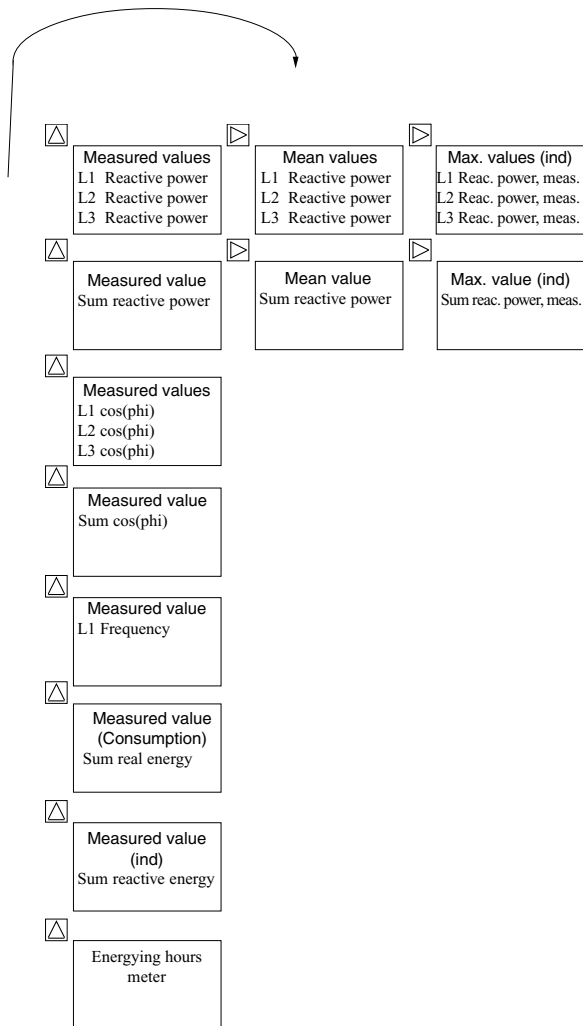 Measured values
L1 Reactive power
L2 Reactive power
L3 Reactive power
Mean values
L1 Reactive power
L2 Reactive power
L3 Reactive power
Max. values (ind)
L1 Reac. power, meas.
L2 Reac. power, meas.
L3 Reac. power, meas.
Measured value
Sum reactive power
Mean value
Sum reactive power
Max. value (ind)
Sum reac. power, meas.
Measured values
L1 cos(phi)
L2 cos(phi)
L3 cos(phi)
Measured value
Sum cos(phi)
Measured value
L1 Frequency
Measured value
(Consumption)
Sum real energy
Measured value
(ind)
Sum reactive energy
Energying hours
meter